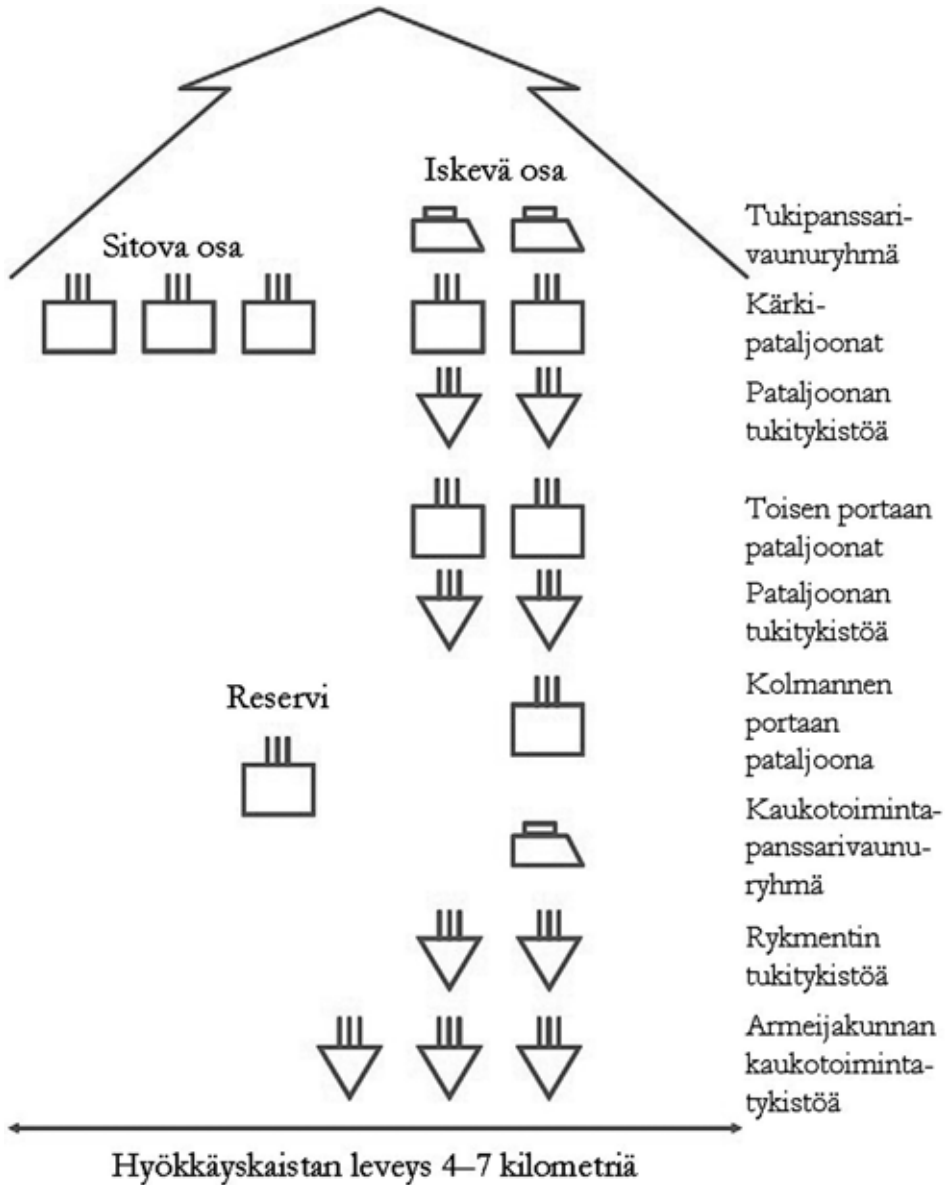 Iskevä osa
Sitova osa
Tukipanssari-
vaunuryhmä
Kärki-
pataljoonat
Pataljoonan
tukitykistöä
Toisen portaan
pataljoonat
Pataljoonan
tukitykistöä
Reservi
Kolmannen
portaan
pataljoona
Kaukotoiminta-
panssarivaunu-
ryhmä
Rykmentin
tukitykistöä
Armeijakunnan
kaukotoiminta-
tykistöä
Hyökkäyskaistan leveys 4–7 kilometriä